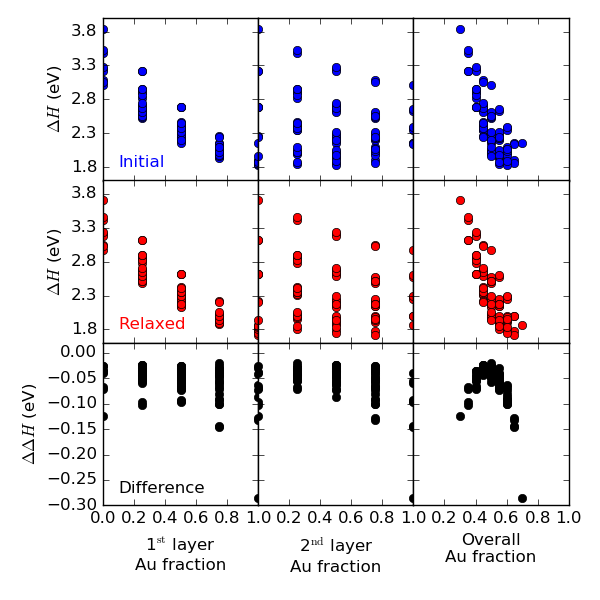 3.8
3.3
2.8
2.3
1.8
ΔH (eV)
Initial
3.8
3.3
2.8
2.3
1.8
ΔH (eV)
Relaxed
0.00
−0.05
−0.10
−0.15
−0.20
−0.25
−0.30
ΔΔH (eV)
Difference
0.0 0.2 0.4 0.6 0.8 1.0 0.2 0.4 0.6 0.8 1.0 0.2 0.4 0.6 0.8 1.0
1st layer
Au fraction
2nd layer
Au fraction
Overall
Au fraction